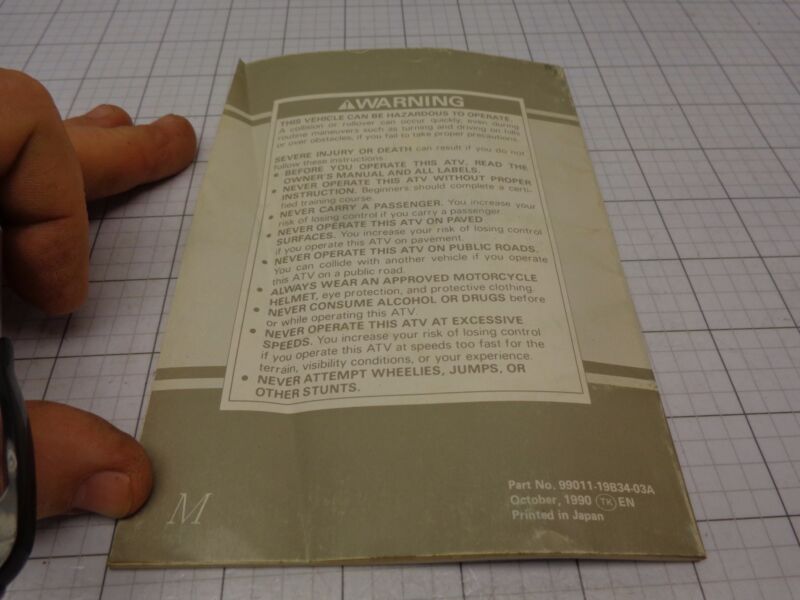 ⚠WARNING
THIS VEHICLE CAN BE HAZARDOUS TO OPERATE.
A collision or rollover can occur quickly, even during
routine maneuvers such as turning and driving on hills
or over obstacles, if you fail to take proper precautions.
SEVERE INJURY OR DEATH can result if you do not
follow these instructions:
• BEFORE YOU OPERATE THIS ATV, READ THE
OWNER'S MANUAL AND ALL LABELS.
• NEVER OPERATE THIS ATV WITHOUT PROPER
INSTRUCTION. Beginners should complete a certi-
fied training course.
• NEVER CARRY A PASSENGER. You increase your
risk of losing control if you carry a passenger.
• NEVER OPERATE THIS ATV ON PAVED
SURFACES. You increase your risk of losing control
if you operate this ATV on pavement.
• NEVER OPERATE THIS ATV ON PUBLIC ROADS.
You can collide with another vehicle if you operate
this ATV on a public road.
• ALWAYS WEAR AN APPROVED MOTORCYCLE
HELMET, eye protection, and protective clothing.
• NEVER CONSUME ALCOHOL OR DRUGS before
or while operating this ATV.
• NEVER OPERATE THIS ATV AT EXCESSIVE
SPEEDS. You increase your risk of losing control
if you operate this ATV at speeds too fast for the
terrain, visibility conditions, or your experience.
• NEVER ATTEMPT WHEELIES, JUMPS, OR
OTHER STUNTS.
M
Part No. 99011-19B34-03A
October, 1990 TK EN
Printed in Japan